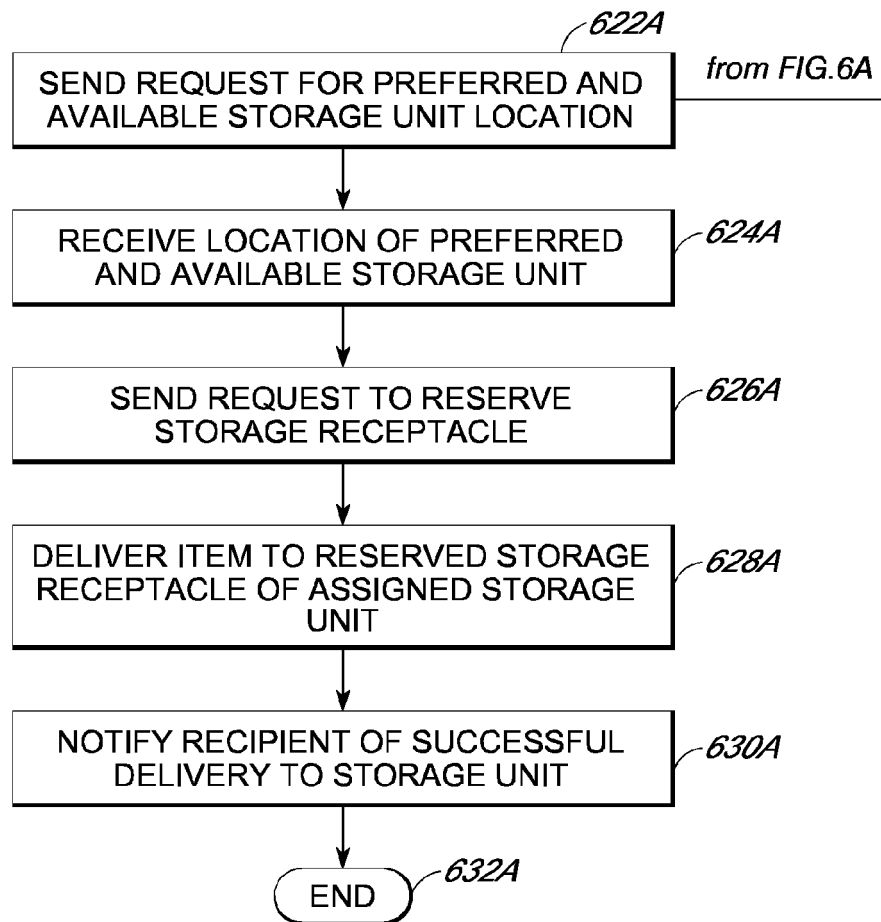 622A
from FIG.6A
SEND REQUEST FOR PREFERRED AND
AVAILABLE STORAGE UNIT LOCATION
RECEIVE LOCATION OF PREFERRED
AND AVAILABLE STORAGE UNIT
624A
SEND REQUEST TO RESERVE
STORAGE RECEPTACLE
626A
DELIVER ITEM TO RESERVED STORAGE
RECEPTACLE OF ASSIGNED STORAGE
UNIT
628A
NOTIFY RECIPIENT OF SUCCESSFUL
DELIVERY TO STORAGE UNIT
630A
END
632A